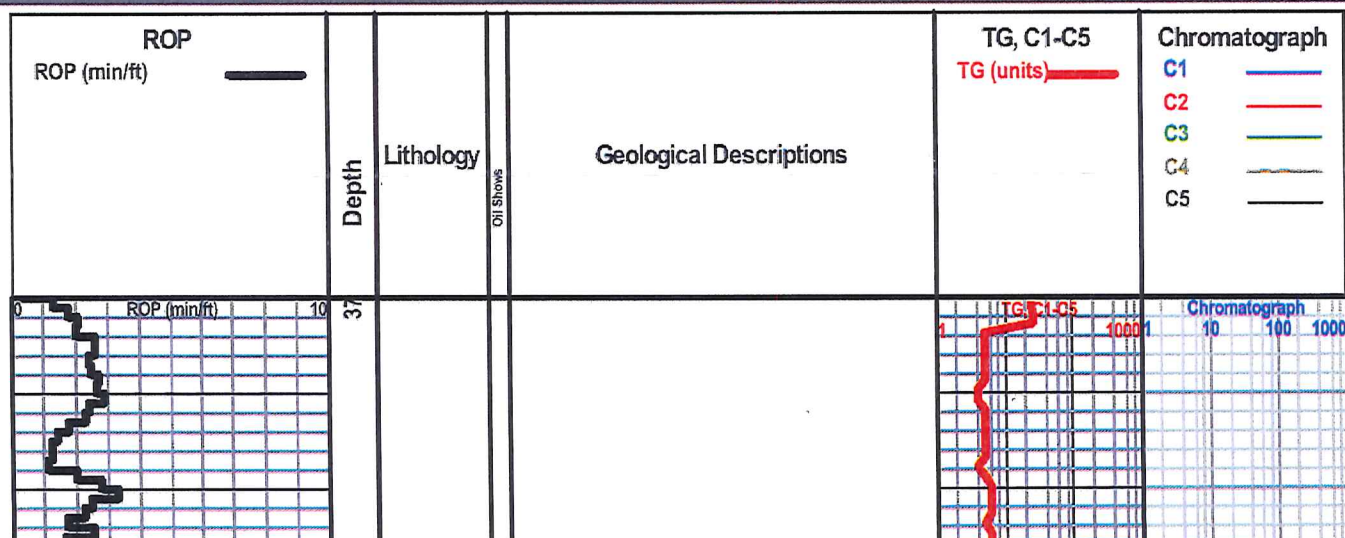 ROP
ROP (min/ft)
Depth
Lithology
Oil Shows
Geological Descriptions
TG, C1-C5
TG (units)
Chromatograph
C1
C2
C3
C4
C5
0 ROP (min/ft) 10
37
TG, C1-C5
1 1000
Chromatograph
1 10 100 1000